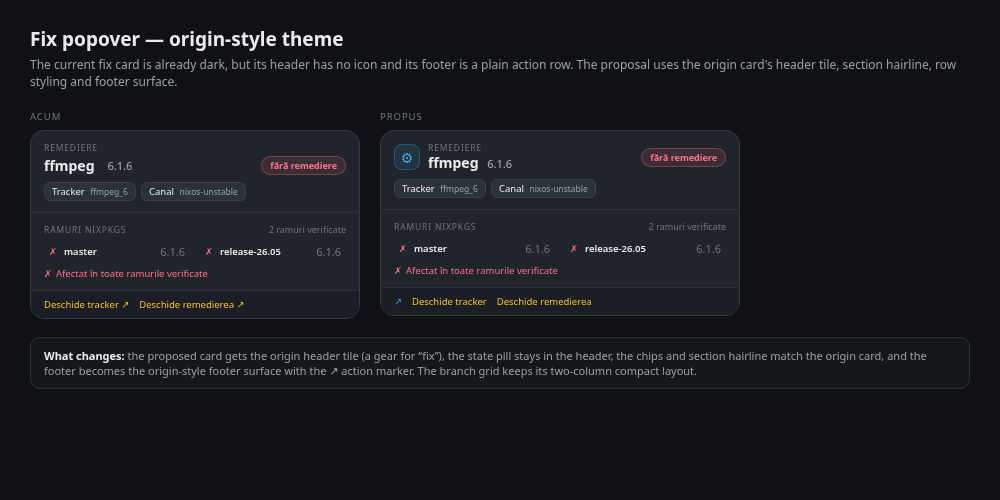 Fix popover — origin-style theme
The current fix card is already dark, but its header has no icon and its footer is a plain action row. The proposal uses the origin card's header tile, section hairline, row
styling and footer surface.
ACUM
REMEDIERE
ffmpeg 6.1.6
fără remediere
Tracker ffmpeg_6 Canal nixos-unstable
RAMURI NIXPKGS 2 ramuri verificate
✗ master 6.1.6 ✗ release-26.05 6.1.6
✗ Afectat în toate ramurile verificate
Deschide tracker ↗ Deschide remedierea ↗
PROPUS
REMEDIERE
ffmpeg 6.1.6
fără remediere
Tracker ffmpeg_6 Canal nixos-unstable
RAMURI NIXPKGS 2 ramuri verificate
✗ master 6.1.6 ✗ release-26.05 6.1.6
✗ Afectat în toate ramurile verificate
↗ Deschide tracker Deschide remedierea
What changes: the proposed card gets the origin header tile (a gear for “fix”), the state pill stays in the header, the chips and section hairline match the origin card, and the
footer becomes the origin-style footer surface with the ↗ action marker. The branch grid keeps its two-column compact layout.